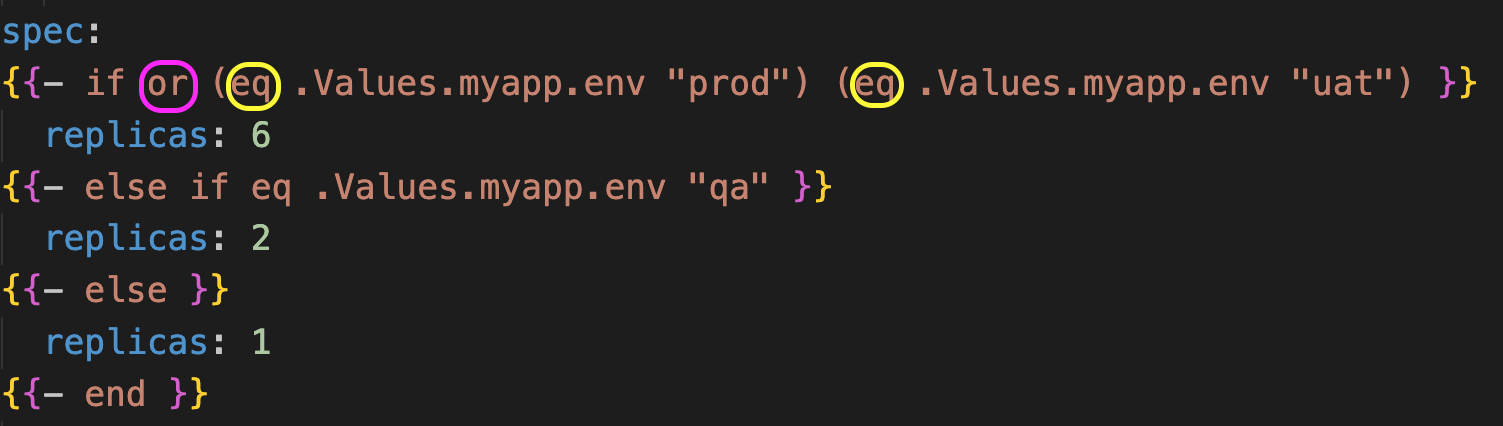 spec:
{{- if or (eq .Values.myapp.env "prod") (eq .Values.myapp.env "uat") }}
  replicas: 6
{{- else if eq .Values.myapp.env "qa" }}
  replicas: 2
{{- else }}
  replicas: 1
{{- end }}